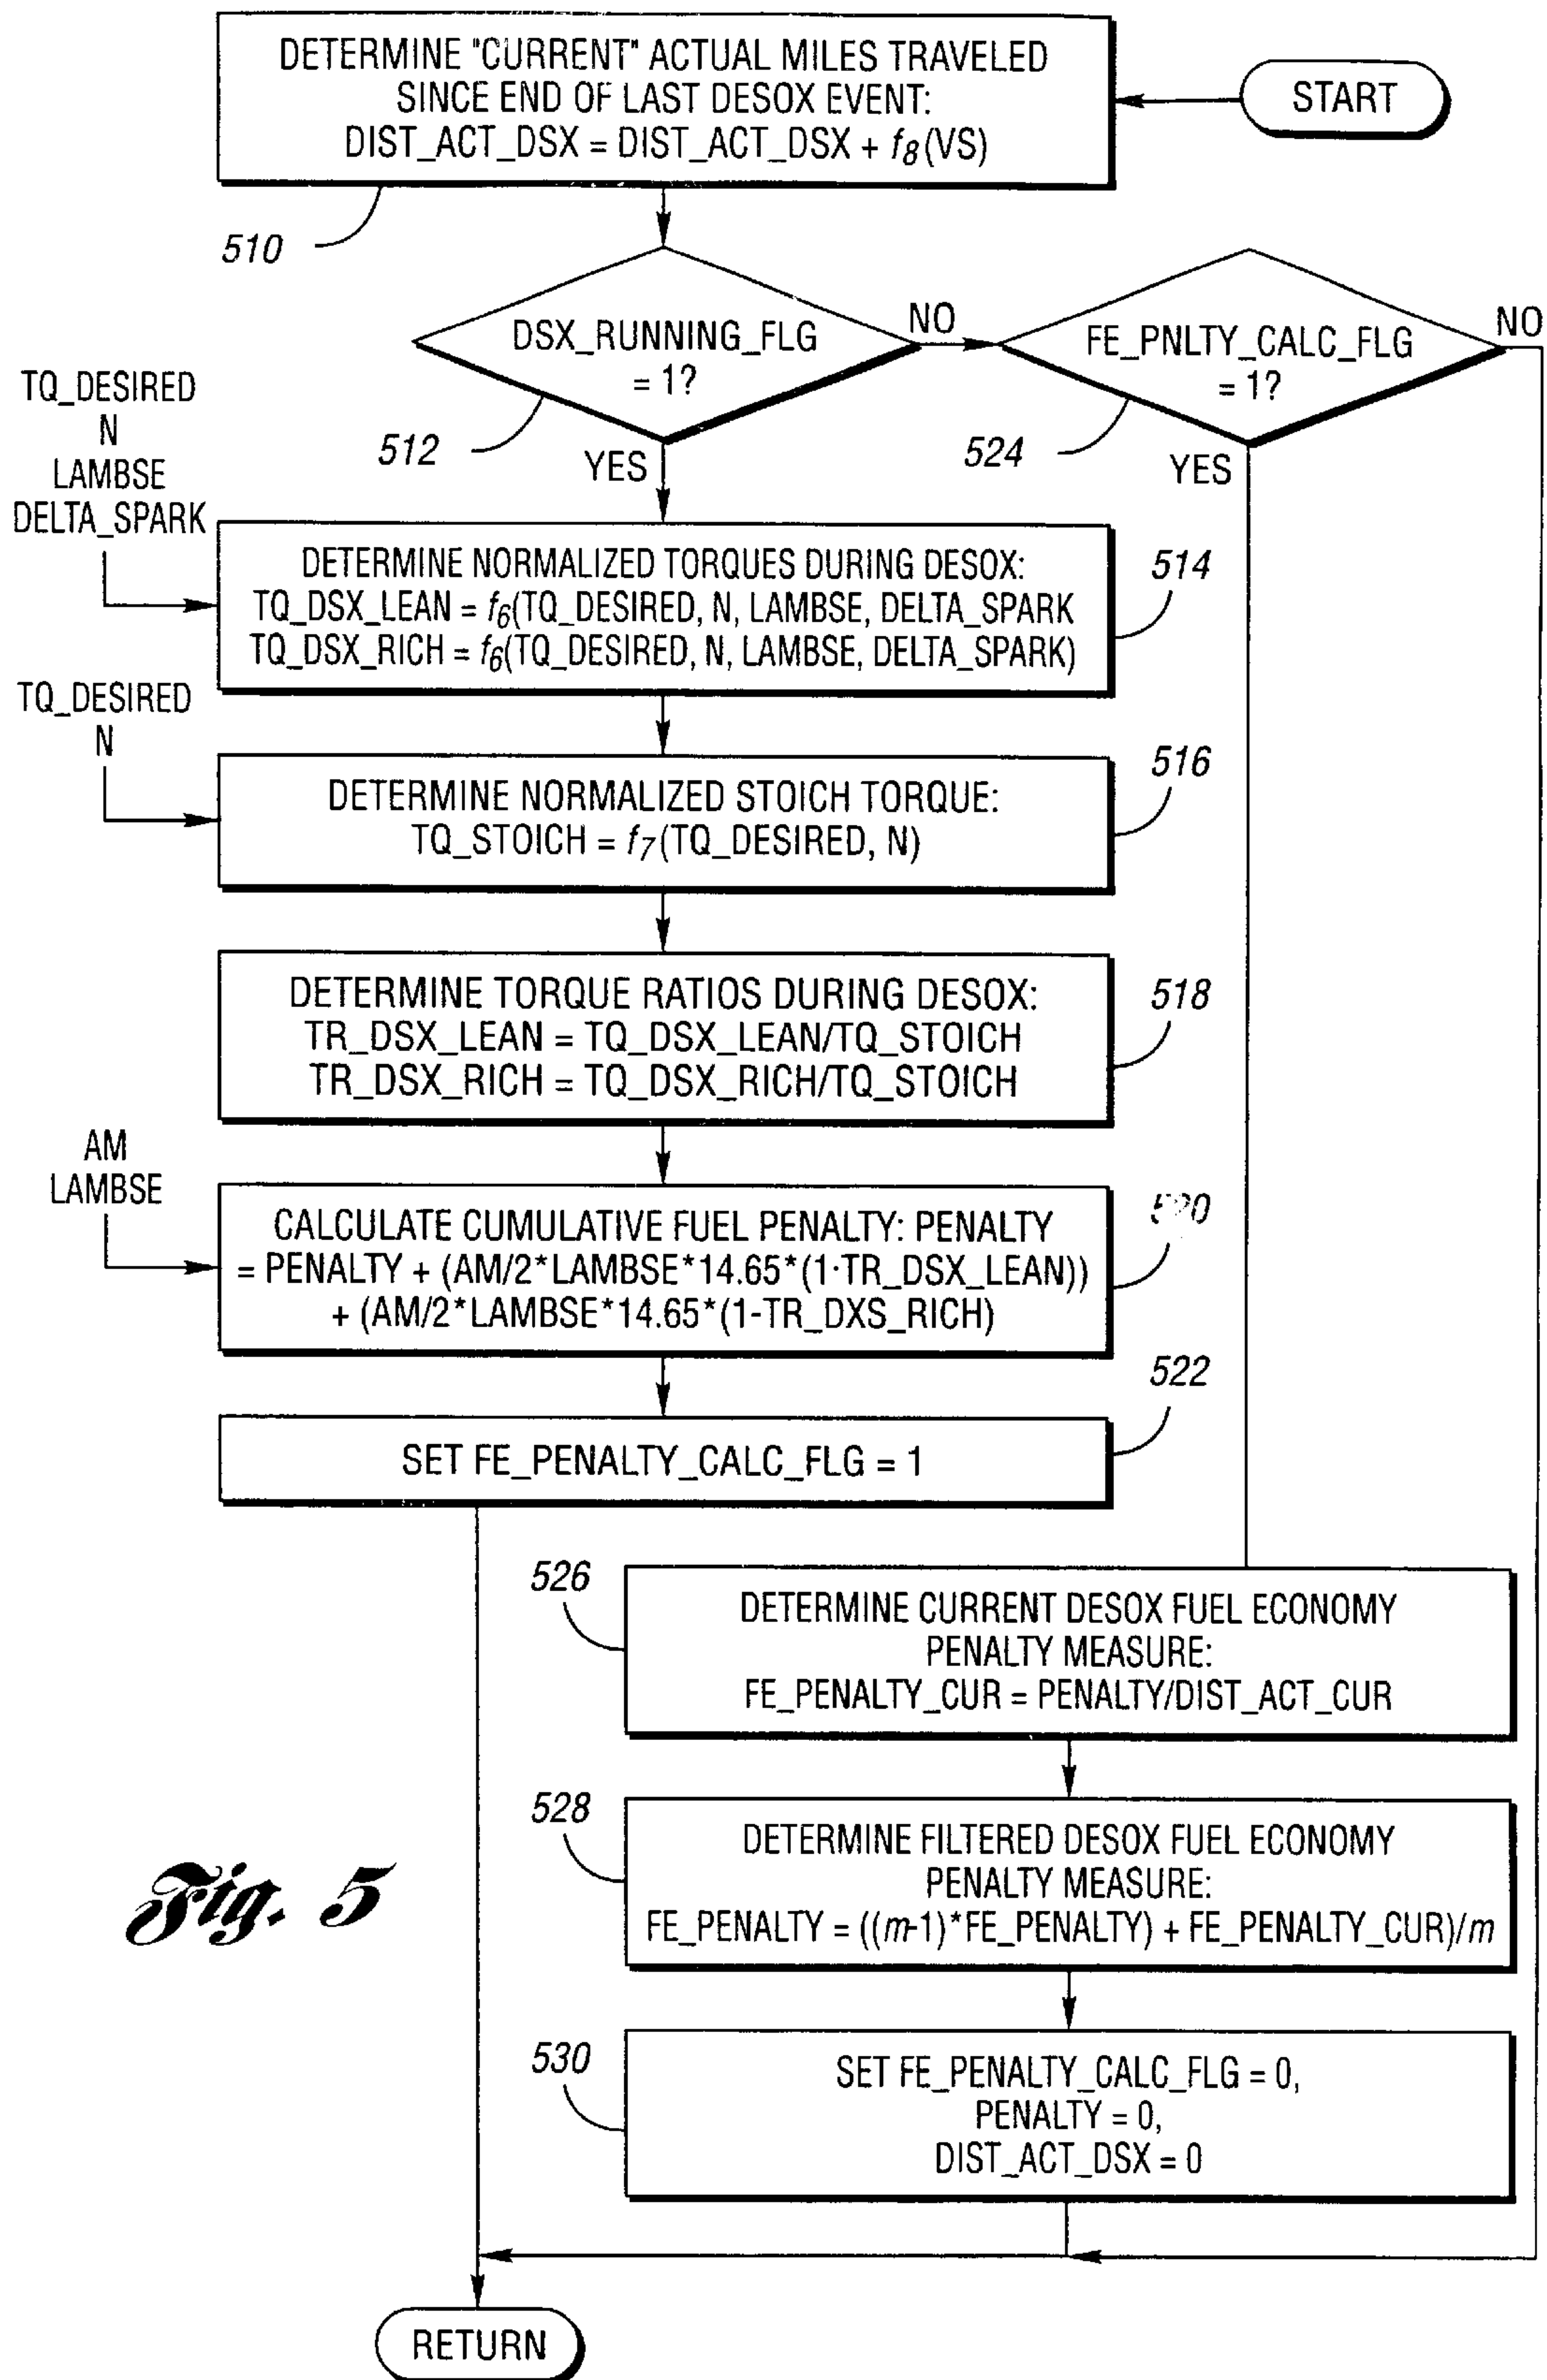 DETERMINE "CURRENT" ACTUAL MILES TRAVELED
SINCE END OF LAST DESOX EVENT:
DIST_ACT_DSX = DIST_ACT_DSX + f8(VS)
START
510
DSX_RUNNING_FLG
= 1?
NO
512
YES
FE_PNLTY_CALC_FLG
= 1?
NO
524
YES
TQ_DESIRED
N
LAMBSE
DELTA_SPARK
DETERMINE NORMALIZED TORQUES DURING DESOX:
TQ_DSX_LEAN = f6(TQ_DESIRED, N, LAMBSE, DELTA_SPARK
TQ_DSX_RICH = f6(TQ_DESIRED, N, LAMBSE, DELTA_SPARK)
514
TQ_DESIRED
N
DETERMINE NORMALIZED STOICH TORQUE:
TQ_STOICH = f7(TQ_DESIRED, N)
516
DETERMINE TORQUE RATIOS DURING DESOX:
TR_DSX_LEAN = TQ_DSX_LEAN/TQ_STOICH
TR_DSX_RICH = TQ_DSX_RICH/TQ_STOICH
518
AM
LAMBSE
CALCULATE CUMULATIVE FUEL PENALTY: PENALTY
= PENALTY + (AM/2*LAMBSE*14.65*(1·TR_DSX_LEAN))
+ (AM/2*LAMBSE*14.65*(1-TR_DXS_RICH)
SET FE_PENALTY_CALC_FLG = 1
522
526
DETERMINE CURRENT DESOX FUEL ECONOMY
PENALTY MEASURE:
FE_PENALTY_CUR = PENALTY/DIST_ACT_CUR
528
DETERMINE FILTERED DESOX FUEL ECONOMY
PENALTY MEASURE:
FE_PENALTY = ((m-1)*FE_PENALTY) + FE_PENALTY_CUR)/m
530
SET FE_PENALTY_CALC_FLG = 0,
PENALTY = 0,
DIST_ACT_DSX = 0
Fig. 5
RETURN